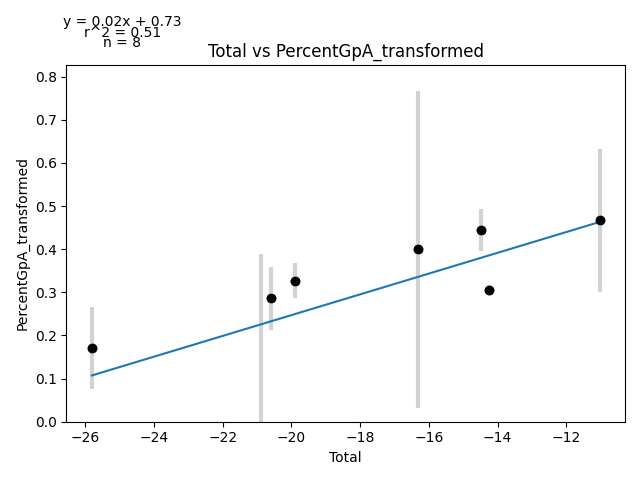 y = 0.02x + 0.73
r^2 = 0.51
n = 8
Total vs PercentGpA_transformed
0.8
0.7
0.6
0.5
0.4
0.3
0.2
0.1
0.0
PercentGpA_transformed
−26 −24 −22 −20 −18 −16 −14 −12
Total